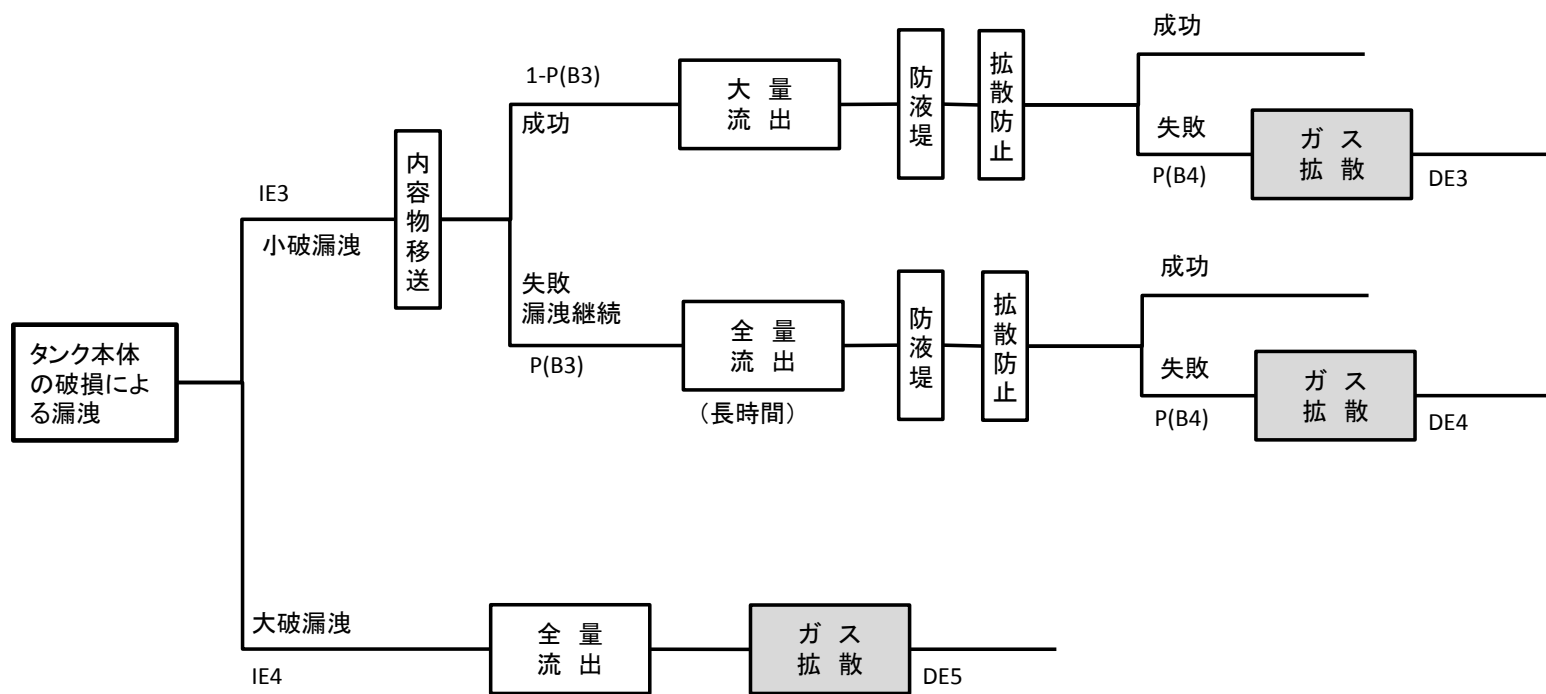 タンク本体
の破損によ
る漏洩
IE3
小破漏洩
内容物移送
1-P(B3)
成功
大量
流出
防液堤
拡散防止
成功
失敗
P(B4)
ガス
拡散
DE3
失敗
漏洩継続
P(B3)
全量
流出
（長時間）
防液堤
拡散防止
成功
失敗
P(B4)
ガス
拡散
DE4
大破漏洩
IE4
全量
流出
ガス
拡散
DE5